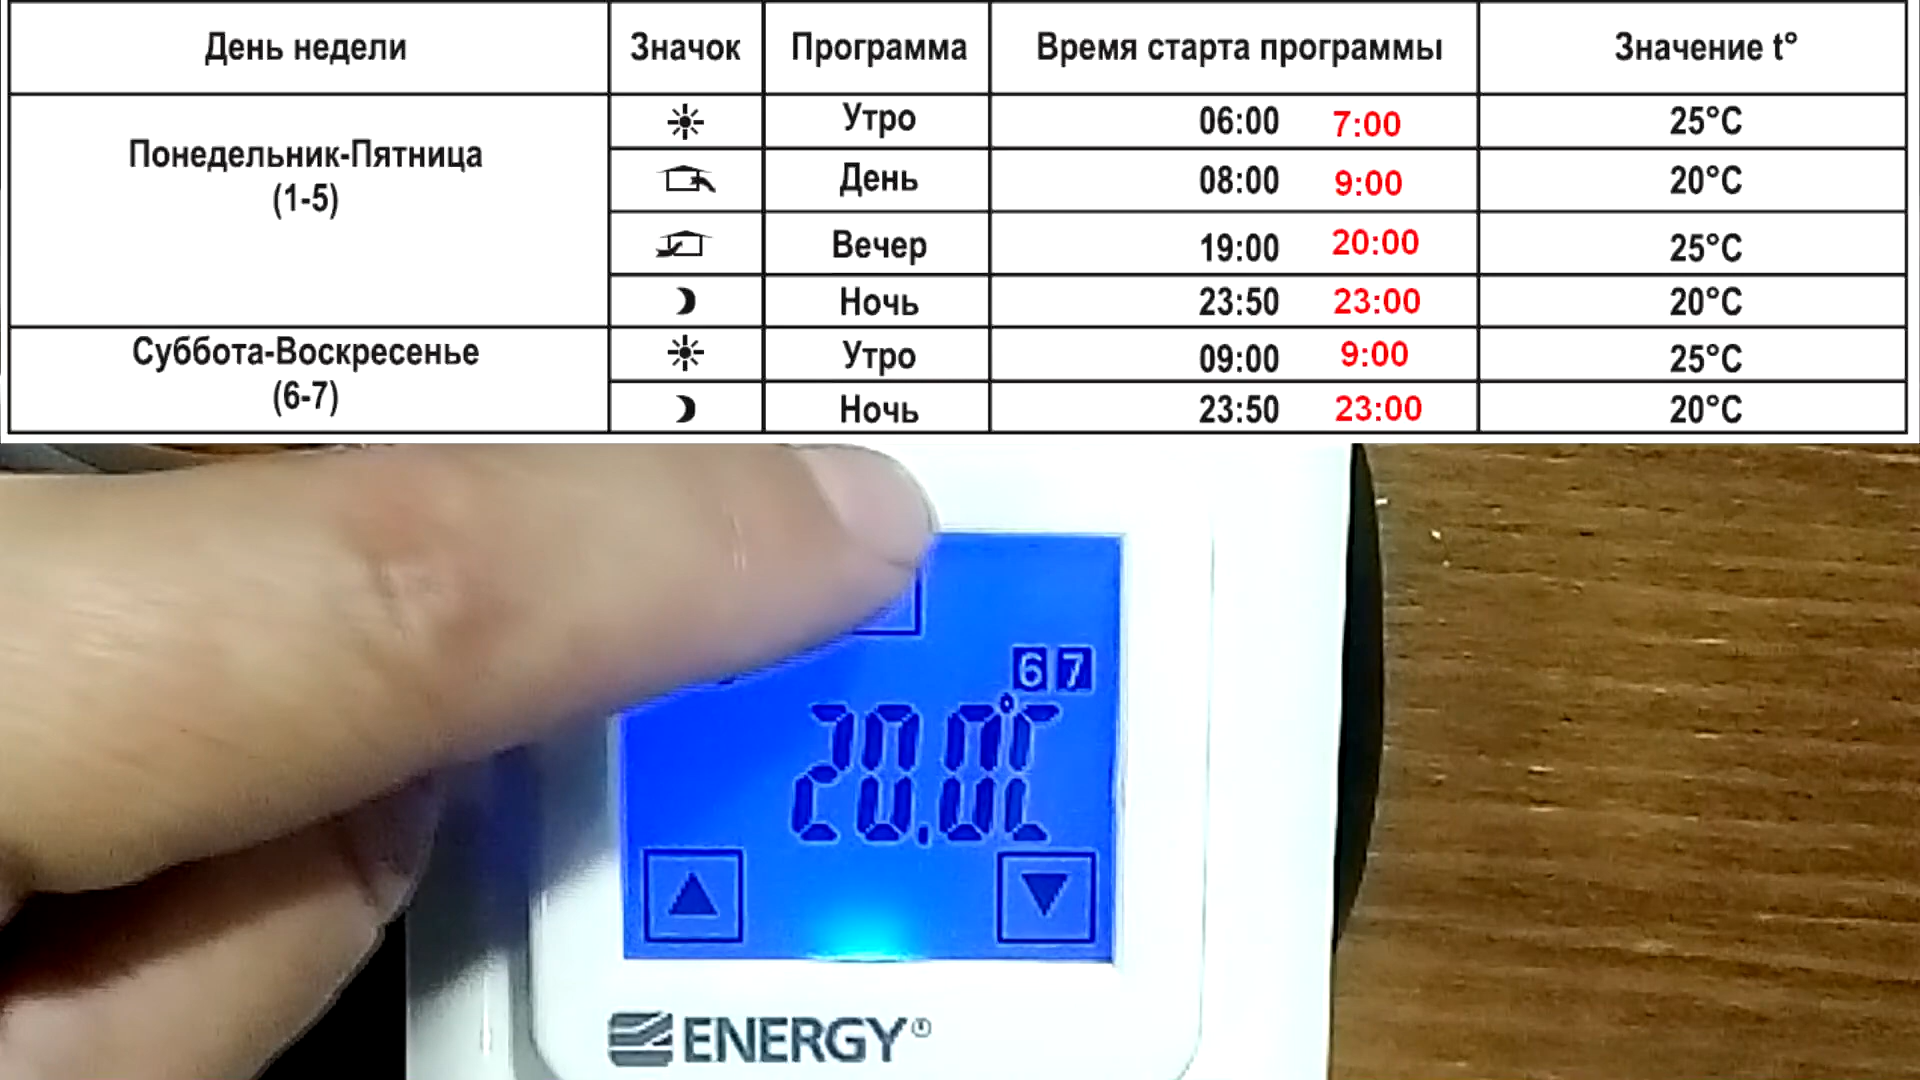 День недели Значок Программа Время старта программы Значение t°
Понедельник-Пятница
(1-5)
Утро 06:00 7:00 25°C
День 08:00 9:00 20°C
Вечер 19:00 20:00 25°C
Ночь 23:50 23:00 20°C
Суббота-Воскресенье
(6-7)
Утро 09:00 9:00 25°C
Ночь 23:50 23:00 20°C
6 7
20.0°C
ENERGY